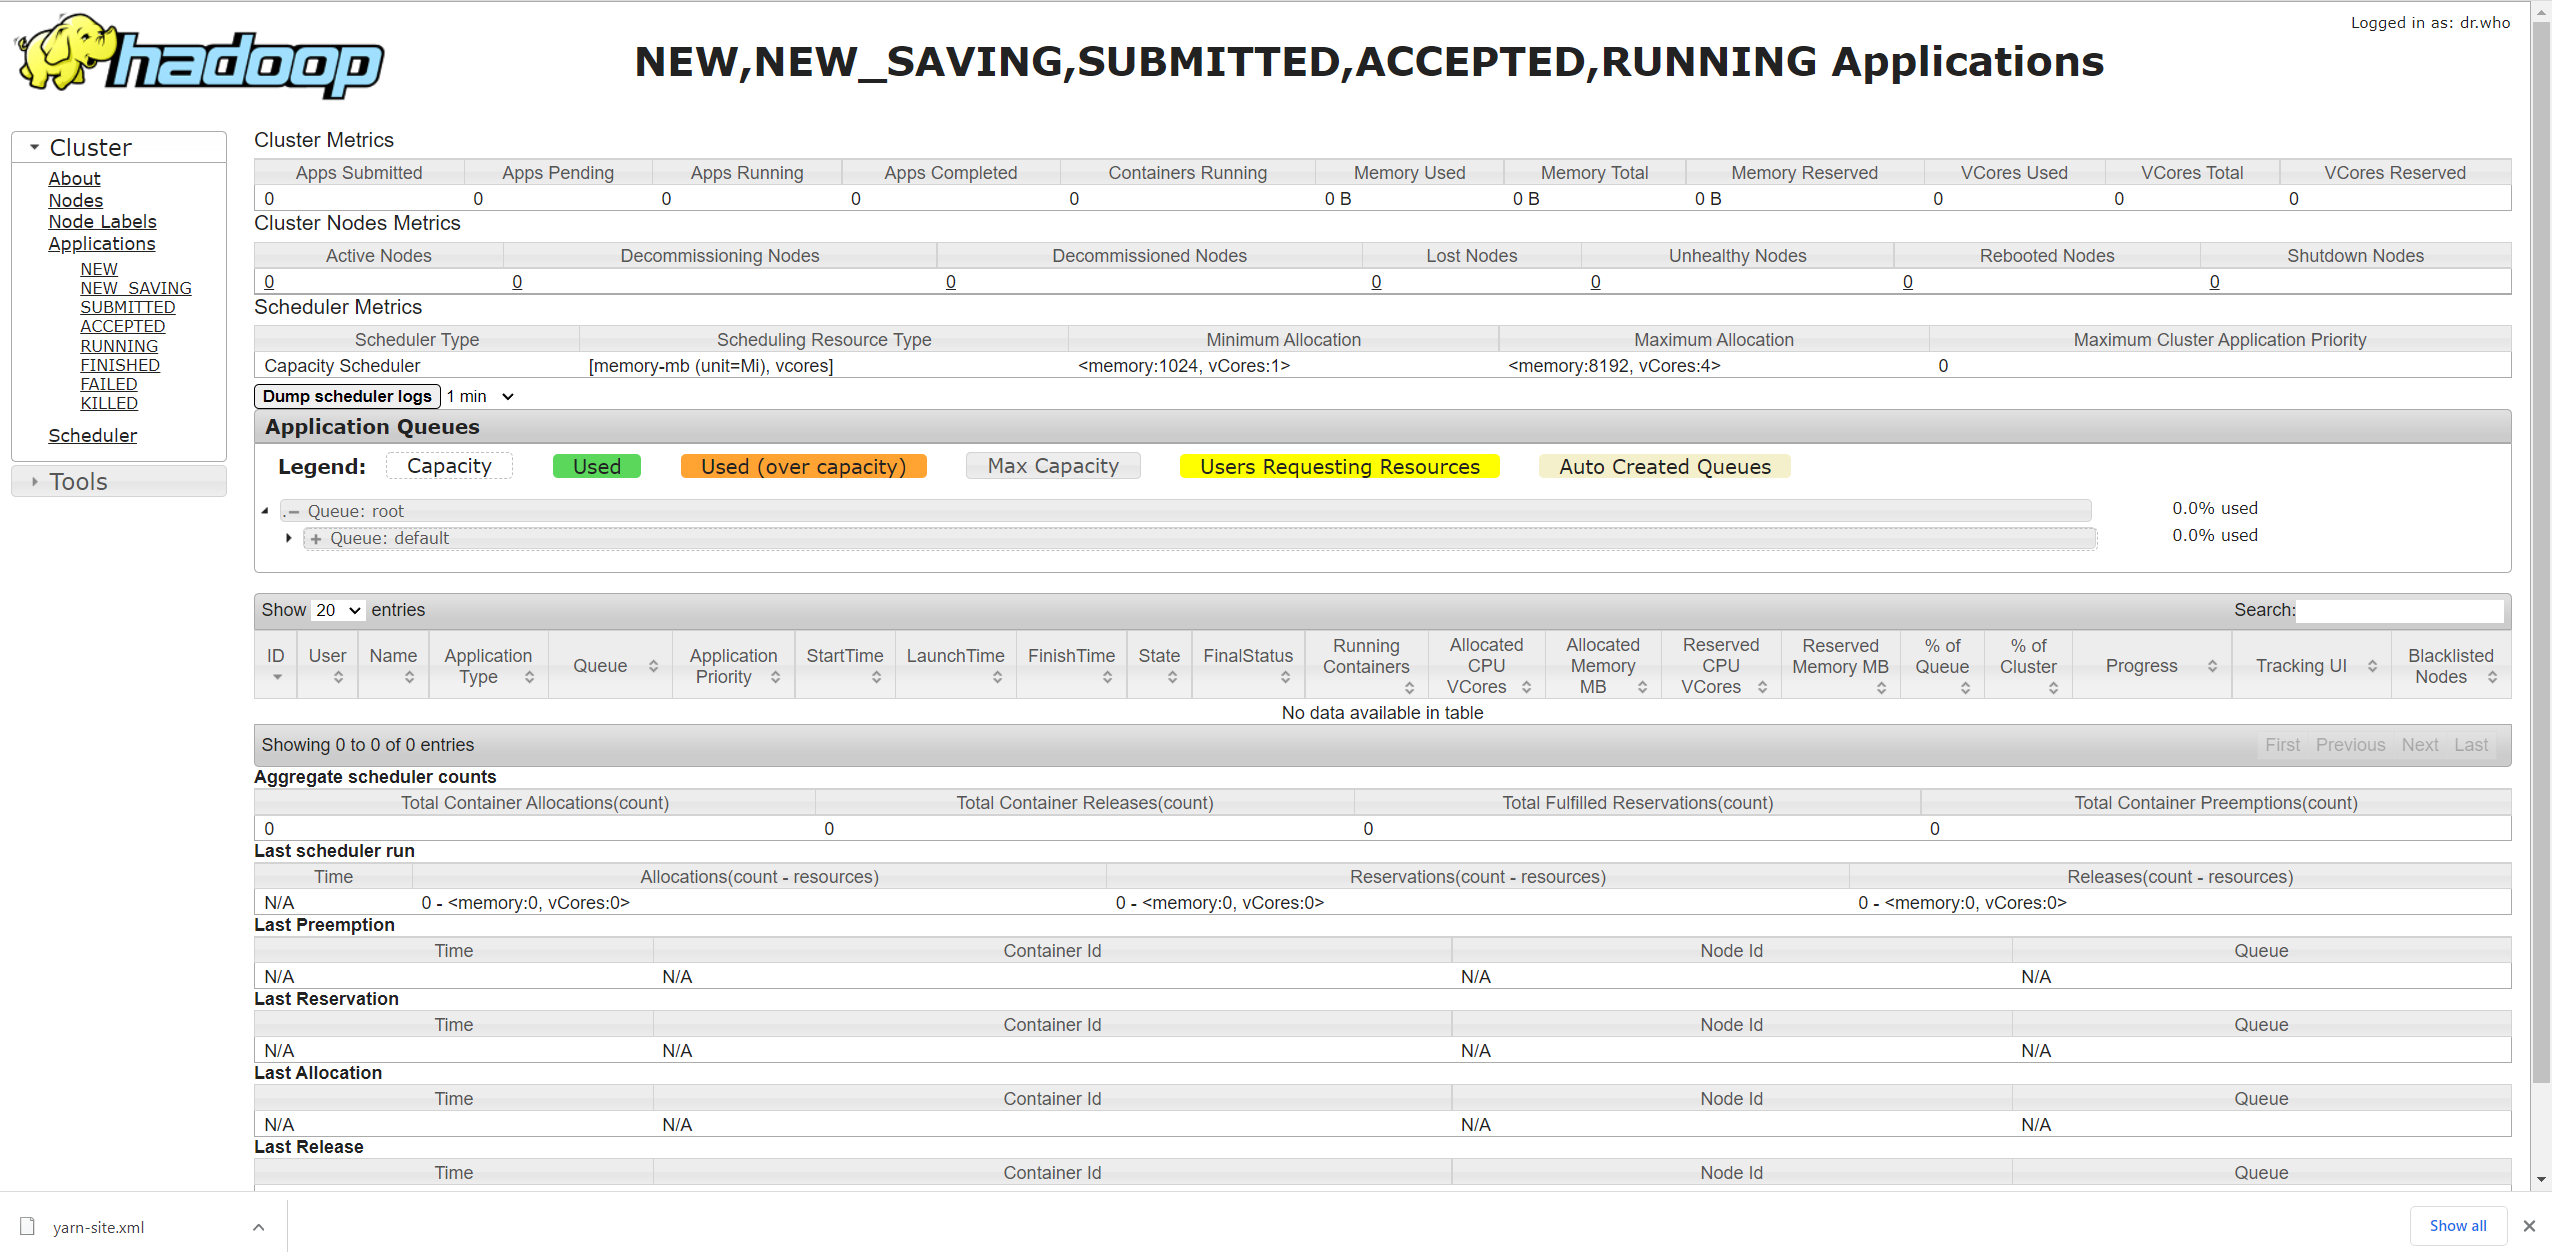 Logged in as: dr.who
hadoop
NEW,NEW_SAVING,SUBMITTED,ACCEPTED,RUNNING Applications
Cluster
About
Nodes
Node Labels
Applications
NEW
NEW_SAVING
SUBMITTED
ACCEPTED
RUNNING
FINISHED
FAILED
KILLED
Scheduler
Tools
Cluster Metrics
Apps Submitted Apps Pending Apps Running Apps Completed Containers Running Memory Used Memory Total Memory Reserved VCores Used VCores Total VCores Reserved
0 0 0 0 0 0 B 0 B 0 B 0 0 0
Cluster Nodes Metrics
Active Nodes Decommissioning Nodes Decommissioned Nodes Lost Nodes Unhealthy Nodes Rebooted Nodes Shutdown Nodes
0 0 0 0 0 0 0
Scheduler Metrics
Scheduler Type Scheduling Resource Type Minimum Allocation Maximum Allocation Maximum Cluster Application Priority
Capacity Scheduler [memory-mb (unit=Mi), vcores] <memory:1024, vCores:1> <memory:8192, vCores:4> 0
Dump scheduler logs 1 min
Application Queues
Legend: Capacity Used Used (over capacity) Max Capacity Users Requesting Resources Auto Created Queues
Queue: root 0.0% used
Queue: default 0.0% used
Show 20 entries Search:
ID User Name Application Type Queue Application Priority StartTime LaunchTime FinishTime State FinalStatus Running Containers Allocated CPU VCores Allocated Memory MB Reserved CPU VCores Reserved Memory MB % of Queue % of Cluster Progress Tracking UI Blacklisted Nodes
No data available in table
Showing 0 to 0 of 0 entries First Previous Next Last
Aggregate scheduler counts
Total Container Allocations(count) Total Container Releases(count) Total Fulfilled Reservations(count) Total Container Preemptions(count)
0 0 0 0
Last scheduler run
Time Allocations(count - resources) Reservations(count - resources) Releases(count - resources)
N/A 0 - <memory:0, vCores:0> 0 - <memory:0, vCores:0> 0 - <memory:0, vCores:0>
Last Preemption
Time Container Id Node Id Queue
N/A N/A N/A N/A
Last Reservation
Time Container Id Node Id Queue
N/A N/A N/A N/A
Last Allocation
Time Container Id Node Id Queue
N/A N/A N/A N/A
Last Release
Time Container Id Node Id Queue
yarn-site.xml Show all